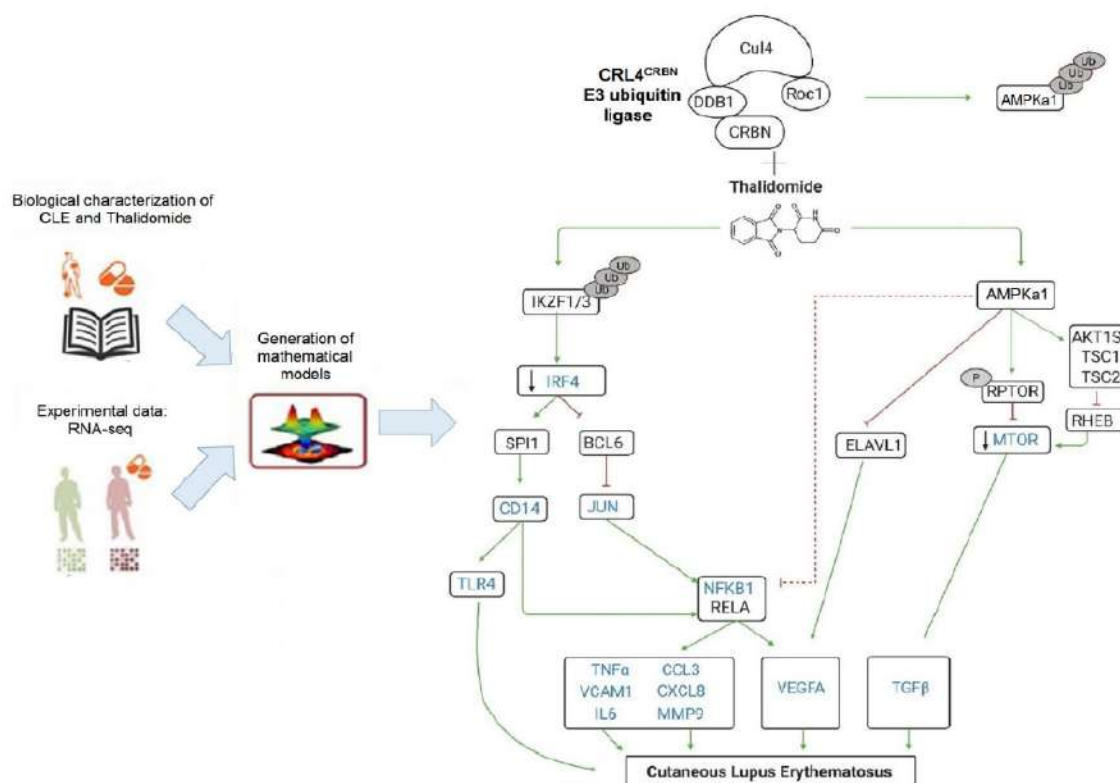 Cul4
CRL4CRBN
E3 ubiquitin
ligase
DDB1
Roc1
CRBN
Ub
Ub
Ub
AMPKa1
Thalidomide
O
N
O
O
NH
O
Biological characterization of
CLE and Thalidomide
Experimental data:
RNA-seq
Generation of
mathematical
models
Ub
Ub
Ub
IKZF1/3
↓ IRF4
SPI1
BCL6
CD14
JUN
TLR4
NFKB1
RELA
AMPKa1
AKT1S
TSC1
TSC2
P
RPTOR
RHEB
ELAVL1
↓MTOR
TNFα CCL3
VCAM1 CXCL8
IL6 MMP9
VEGFA
TGFβ
Cutaneous Lupus Erythematosus